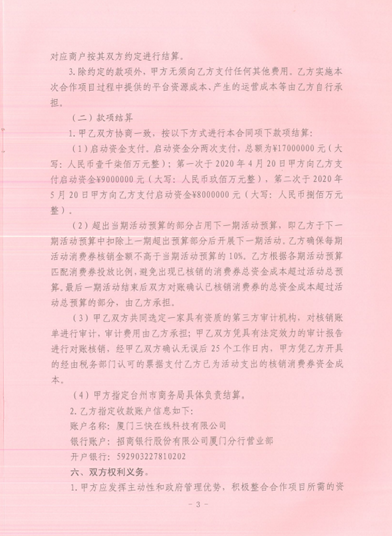 对应商户按其双方约定进行结算。
3.除约定的款项外,甲方无须向乙方支付任何其他费用。乙方实施本
次合作项目过程中提供的平台资源成本、产生的运营成本等由乙方自行承
担。
(二)款项结算
1.甲乙双方协商一致,按以下方式进行本合同项下款项结算:
(1)启动资金支付。启动资金分两次支付,总额为¥17000000元(大
写:人民币壹千柒佰万元整);第一次于2020年4月20日甲方向乙方支
付启动资金¥9000000元(大写:人民币玖佰万元整)、第二次于2020年
5月20日甲方向乙方支付启动资金¥8000000元(大写:人民币捌佰万元
整)。
(2)超出当期活动预算的部分占用下一期活动预算,即乙方于下一
期活动预算中扣除上一期超出预算部分后开展下一期活动。乙方确保每期
活动消费券核销金额不高于当期活动预算的10%。乙方根据各期活动预算
匹配消费券投放比例,避免出现已核销的消费券总资金成本超过活动总预
算。最后一期活动结束后双方对账确认已核销消费券的总资金成本超过活
动总预算的部分,由乙方承担。
(3)甲乙双方共同选定一家具有资质的第三方审计机构,对核销账
单进行审计,审计费用由乙方承担;甲乙双方凭具有法定效力的审计报告
进行对账核销,经甲乙双方确认无误后25个工作日内,甲方凭乙方开具
的经由税务部门认可的票据支付乙方已为活动支出的核销消费券资金成
本。
(4)甲方指定台州市商务局具体负责结算。
2.乙方指定收款账户信息如下:
账户名称:厦门三快在线科技有限公司
银行账户:招商银行股份有限公司厦门分行营业部
开户银行:592903227810202
六、双方权利义务。
1.甲方应发挥主动性和政府管理优势,积极整合合作项目所需的资
- 3 -